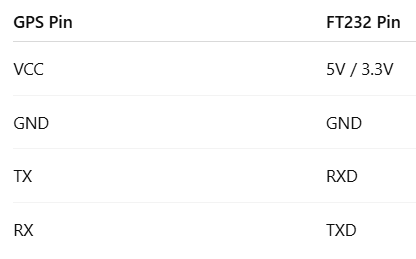 GPS Pin FT232 Pin
VCC 5V / 3.3V
GND GND
TX RXD
RX TXD